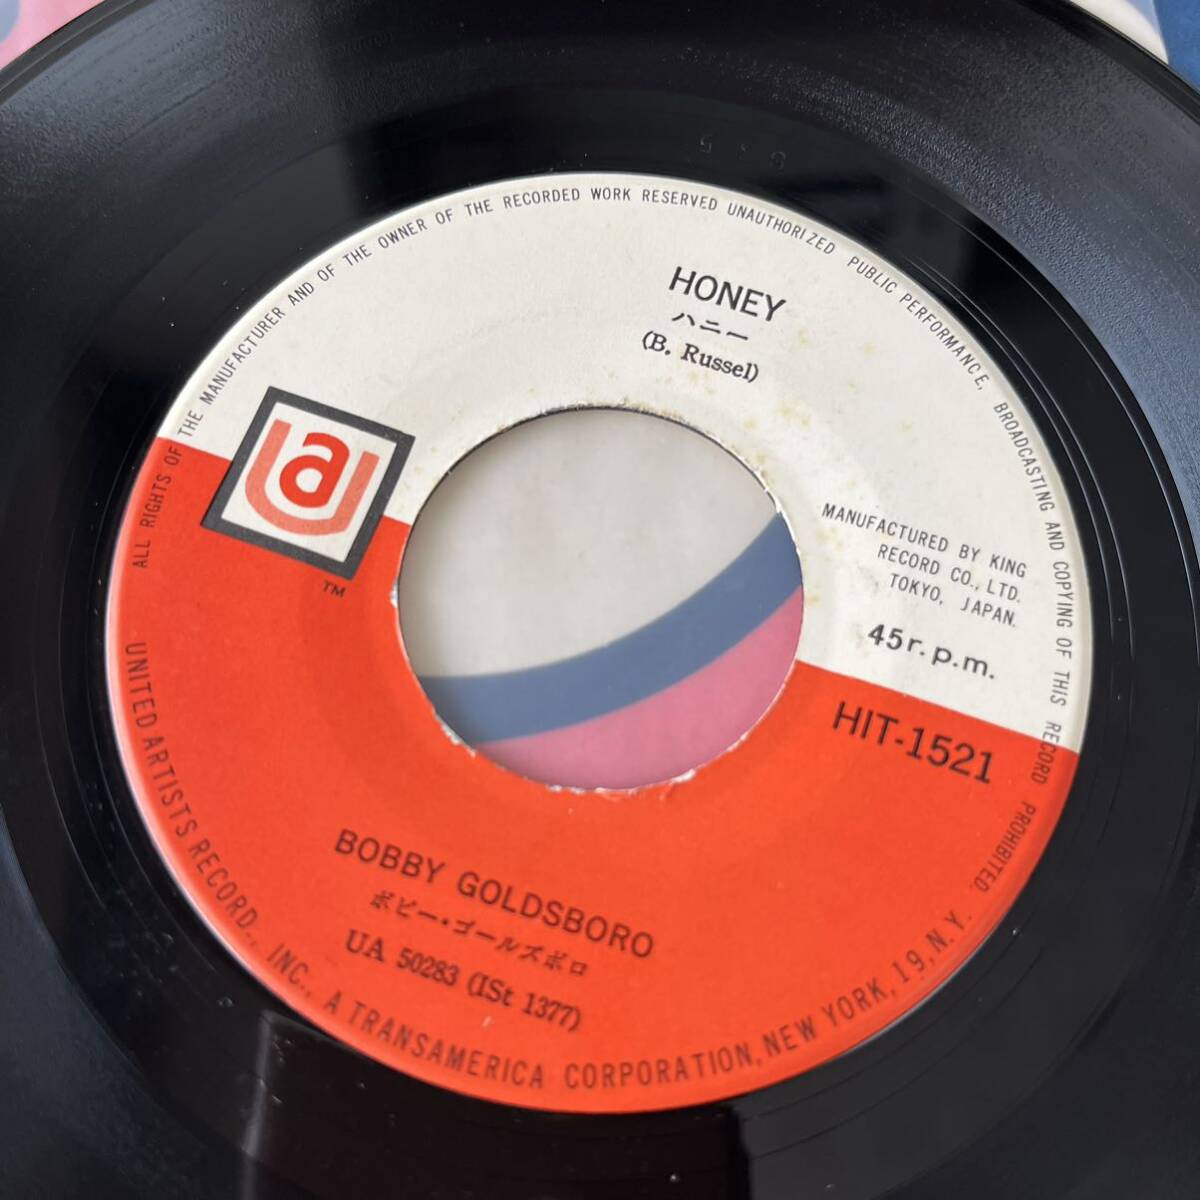 ALL RIGHTS OF THE MANUFACTURER AND OF THE OWNER OF THE RECORDED WORK RESERVED UNAUTHORIZED PUBLIC PERFORMANCE, BROADCASTING AND COPYING OF THIS RECORD PROHIBITED.
HONEY
ハニー
(B. Russel)
ua
TM
MANUFACTURED BY KING
RECORD CO., LTD.
TOKYO, JAPAN.
45r.p.m.
HIT-1521
BOBBY GOLDSBORO
ボビー・ゴールズボロ
UA 50283 (ISt 1377)
UNITED ARTISTS RECORD., INC., A TRANSAMERICA CORPORATION, NEW YORK, 19, N.Y.